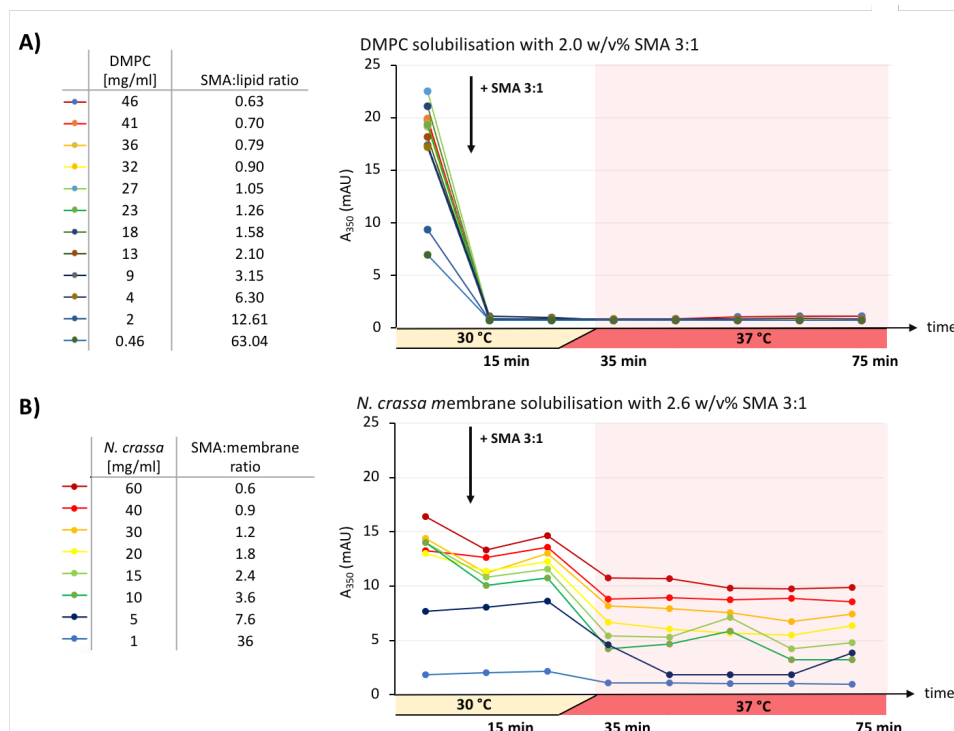 A)
DMPC [mg/ml] SMA:lipid ratio
46 0.63
41 0.70
36 0.79
32 0.90
27 1.05
23 1.26
18 1.58
13 2.10
9 3.15
4 6.30
2 12.61
0.46 63.04
DMPC solubilisation with 2.0 w/v% SMA 3:1
25
20
15
10
5
0
A350 (mAU)
+ SMA 3:1
time
30 °C 37 °C
15 min 35 min 75 min
B)
N. crassa [mg/ml] SMA:membrane ratio
60 0.6
40 0.9
30 1.2
20 1.8
15 2.4
10 3.6
5 7.6
1 36
N. crassa membrane solubilisation with 2.6 w/v% SMA 3:1
25
20
15
10
5
0
A350 (mAU)
+ SMA 3:1
time
30 °C 37 °C
15 min 35 min 75 min